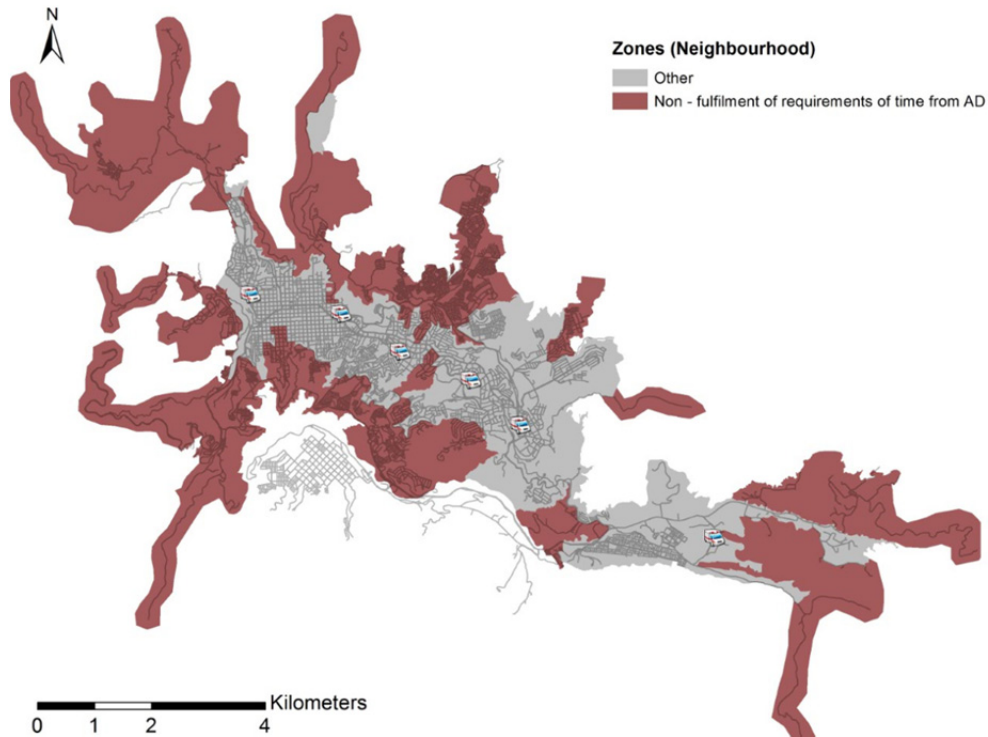 N
Zones (Neighbourhood)
Other
Non - fulfilment of requirements of time from AD
Kilometers
0 1 2 4